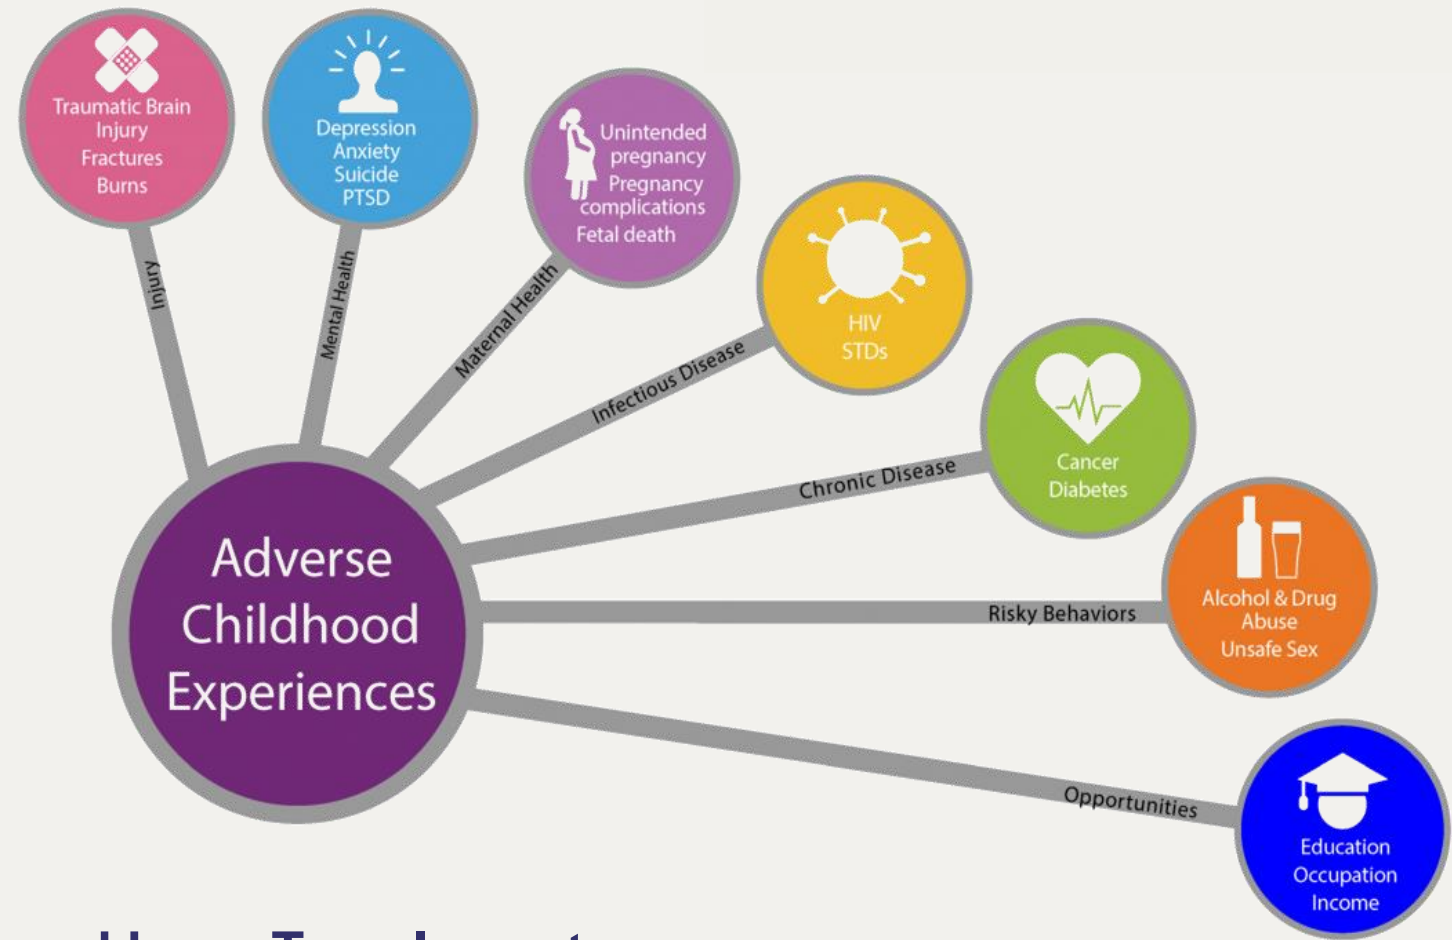 Traumatic Brain
Injury
Fractures
Burns
Injury
Depression
Anxiety
Suicide
PTSD
Mental Health
Unintended
pregnancy
Pregnancy
complications
Fetal death
Maternal Health
HIV
STDs
Infectious Disease
Cancer
Diabetes
Chronic Disease
Alcohol & Drug
Abuse
Unsafe Sex
Risky Behaviors
Education
Occupation
Income
Opportunities
Adverse
Childhood
Experiences